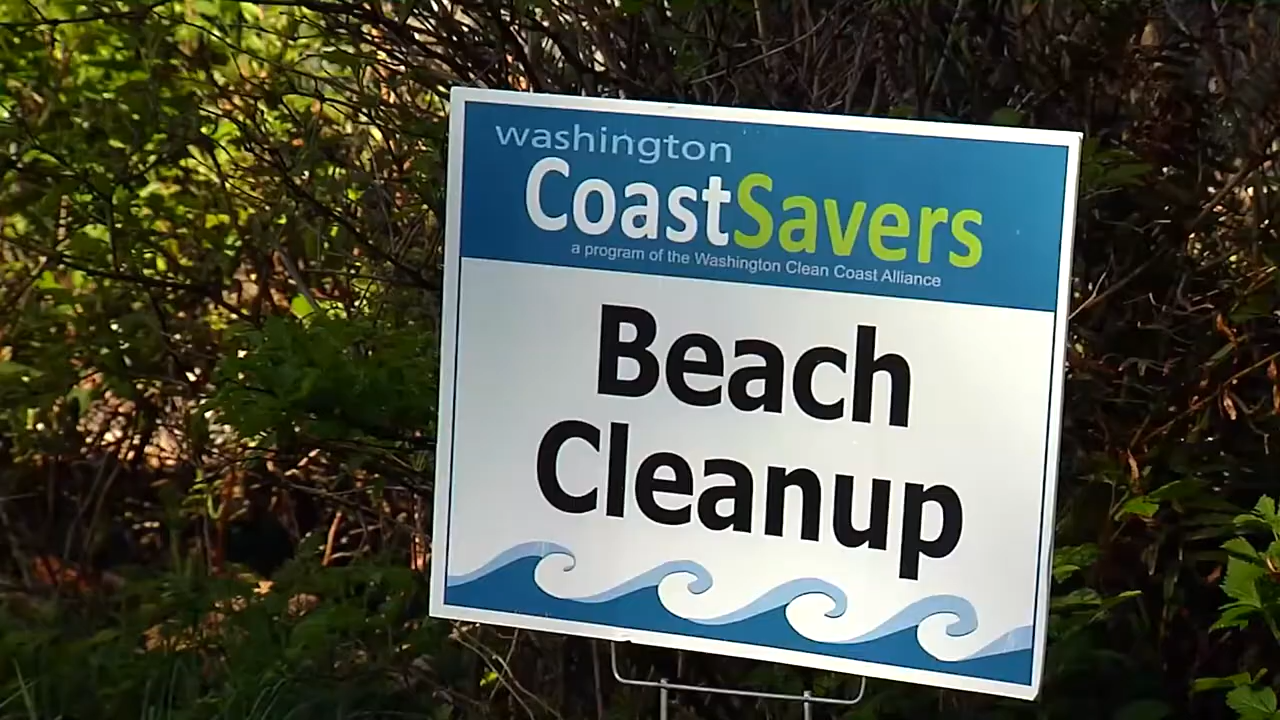 washington
CoastSavers
a program of the Washington Clean Coast Alliance
Beach
Cleanup